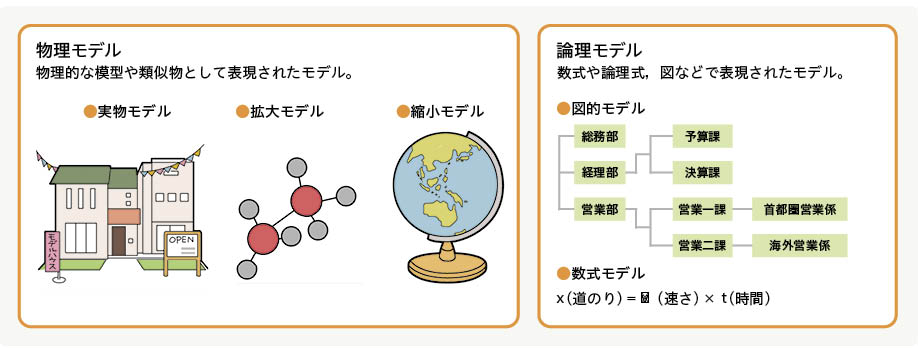 物理モデル
物理的な模型や類似物として表現されたモデル。
●実物モデル
●拡大モデル
●縮小モデル
モデルハウス
OPEN
論理モデル
数式や論理式，図などで表現されたモデル。
●図的モデル
総務部
予算課
経理部
決算課
営業部
営業一課
首都圏営業係
営業二課
海外営業係
●数式モデル
x(道のり)= (速さ)× t(時間)